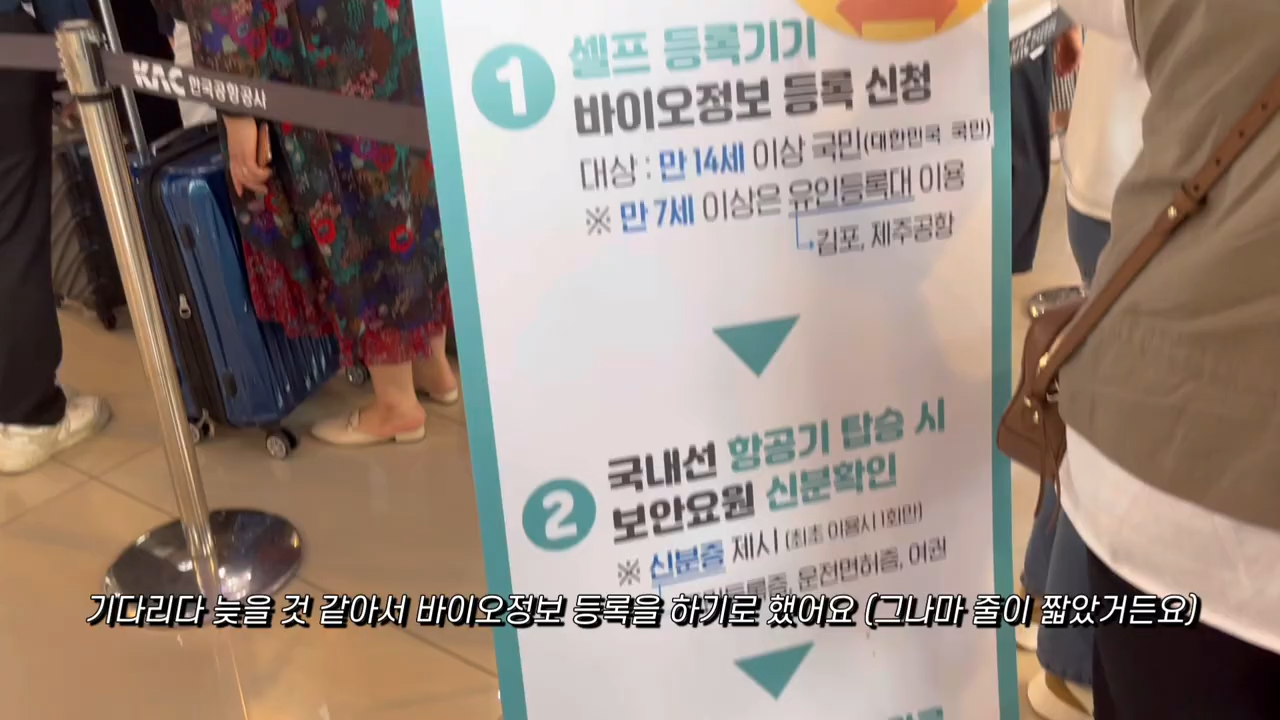 KAC 한국공항공사
1
셀프 등록기기
바이오정보 등록 신청
대상 : 만 14세 이상 국민(대한민국 국민)
※ 만 7세 이상은 유인등록대 이용
김포, 제주공항
2
국내선 항공기 탑승 시
보안요원 신분확인
※ 신분증 제시 (최초 이용시 1회만)
운전면허증, 여권
기다리다 늦을 것 같아서 바이오정보 등록을 하기로 했어요 (그나마 줄이 짧았거든요)